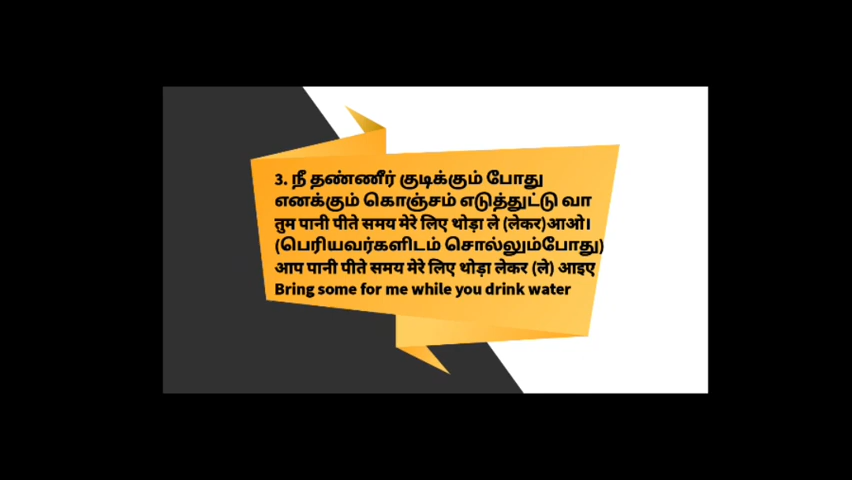 3. நீ தண்ணீர் குடிக்கும் போது
எனக்கும் கொஞ்சம் எடுத்துட்டு வா
तुम पानी पीते समय मेरे लिए थोड़ा ले (लेकर)आओ।
(பெரியவர்களிடம் சொல்லும்போது)
आप पानी पीते समय मेरे लिए थोड़ा लेकर (ले) आइए
Bring some for me while you drink water